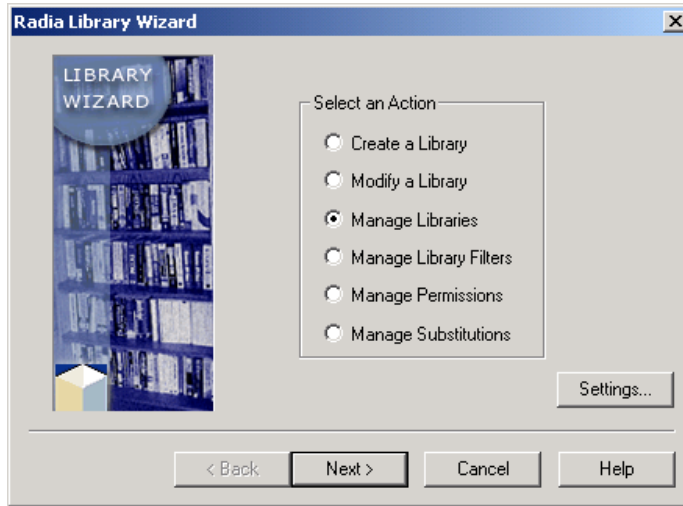 Radia Library Wizard
LIBRARY
WIZARD
Select an Action
Create a Library
Modify a Library
Manage Libraries
Manage Library Filters
Manage Permissions
Manage Substitutions
Settings...
< Back
Next >
Cancel
Help